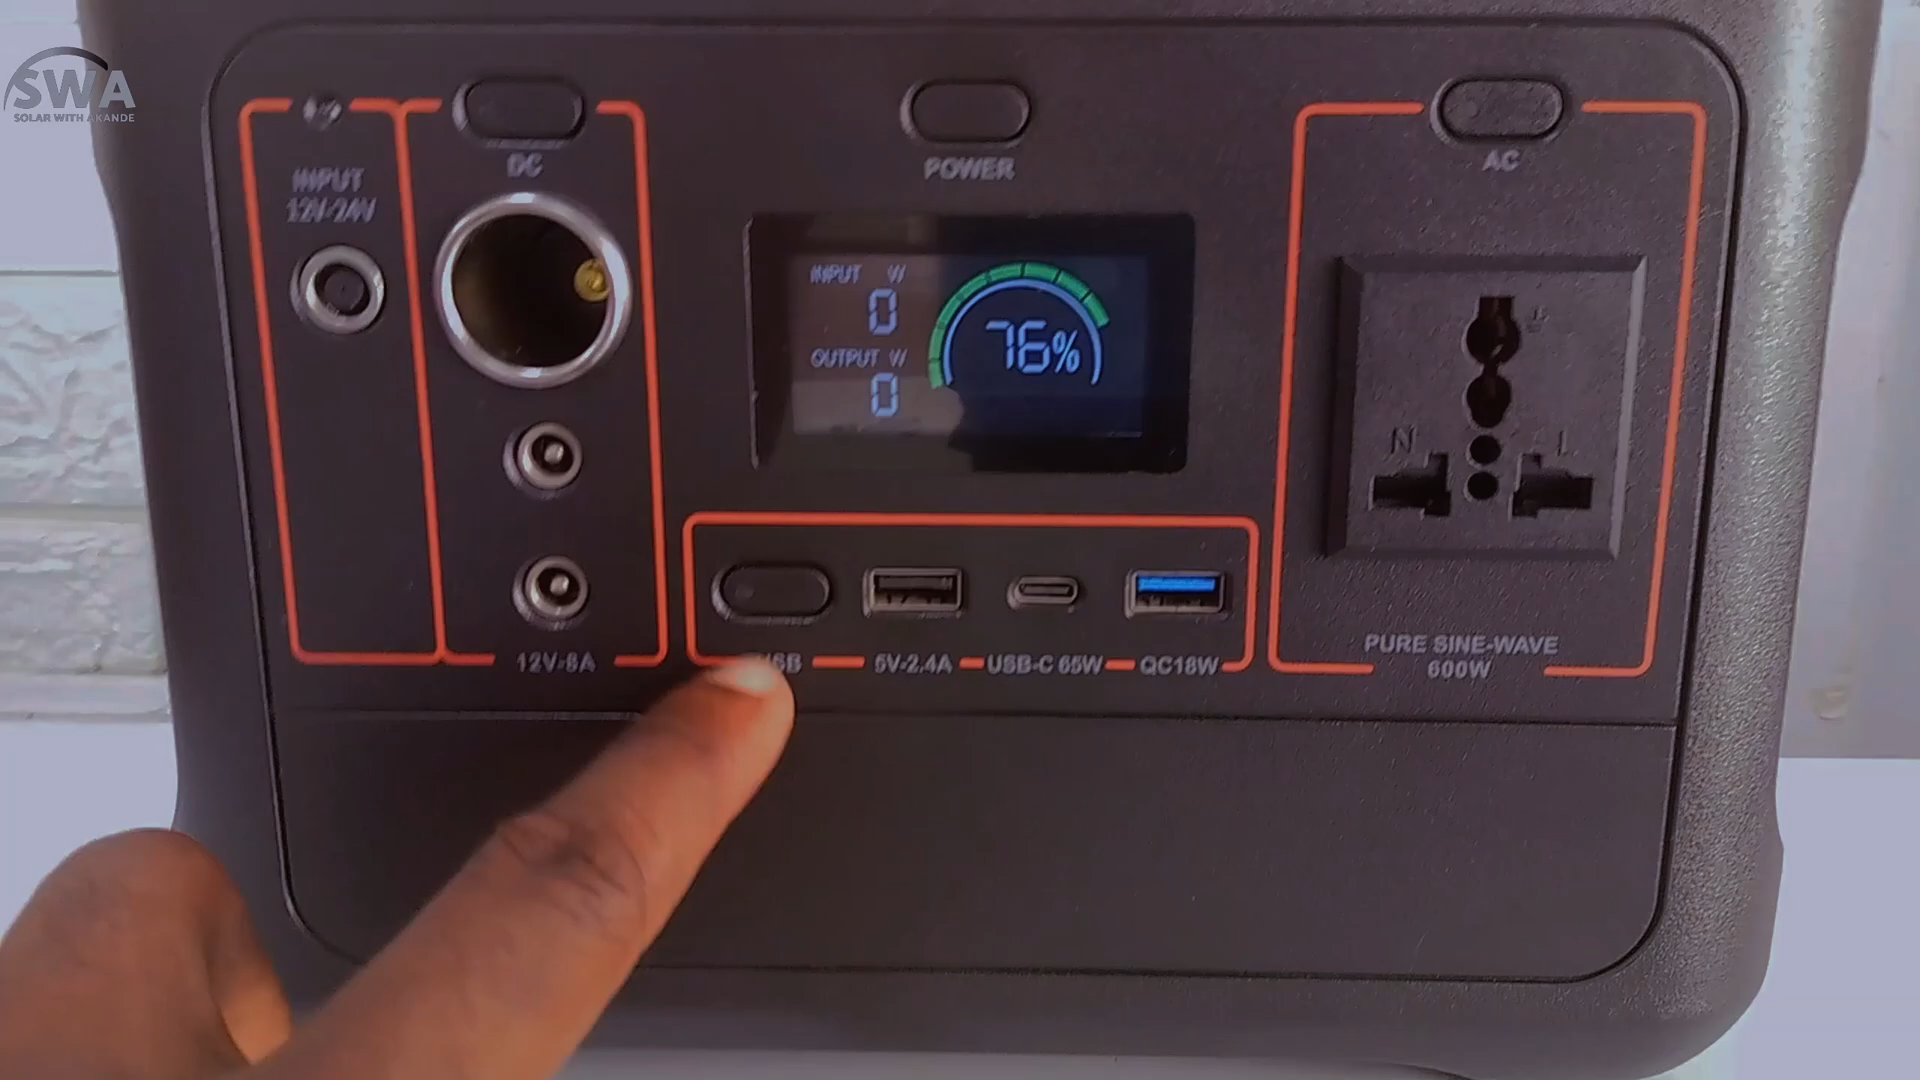 SWA
SOLAR WITH AKANDE
INPUT
12V-24V
DC
12V-8A
POWER
INPUT W
0
OUTPUT W
0
76%
USB
5V-2.4A
USB-C 65W
QC18W
AC
N
L
PURE SINE-WAVE
600W